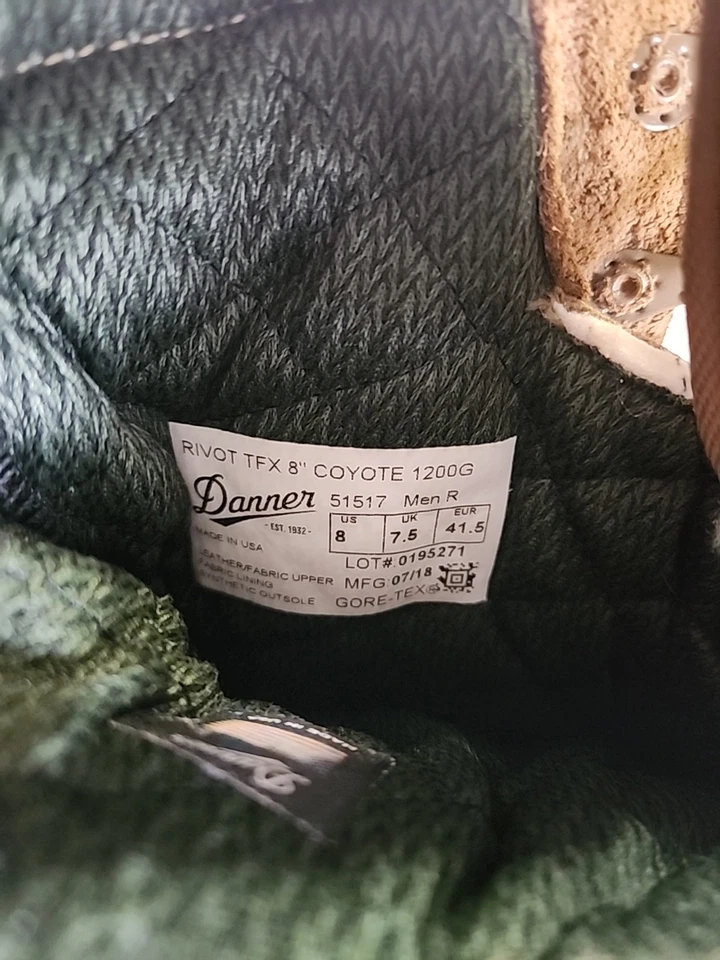 RIVOT TFX 8" COYOTE 1200G
Danner 51517 Men R
- EST. 1932 -
US UK EUR
8 7.5 41.5
MADE IN USA
LOT#:0195271
LEATHER/FABRIC UPPER
FABRIC LINING
SYNTHETIC OUTSOLE
MFG:07/18
GORE-TEX®